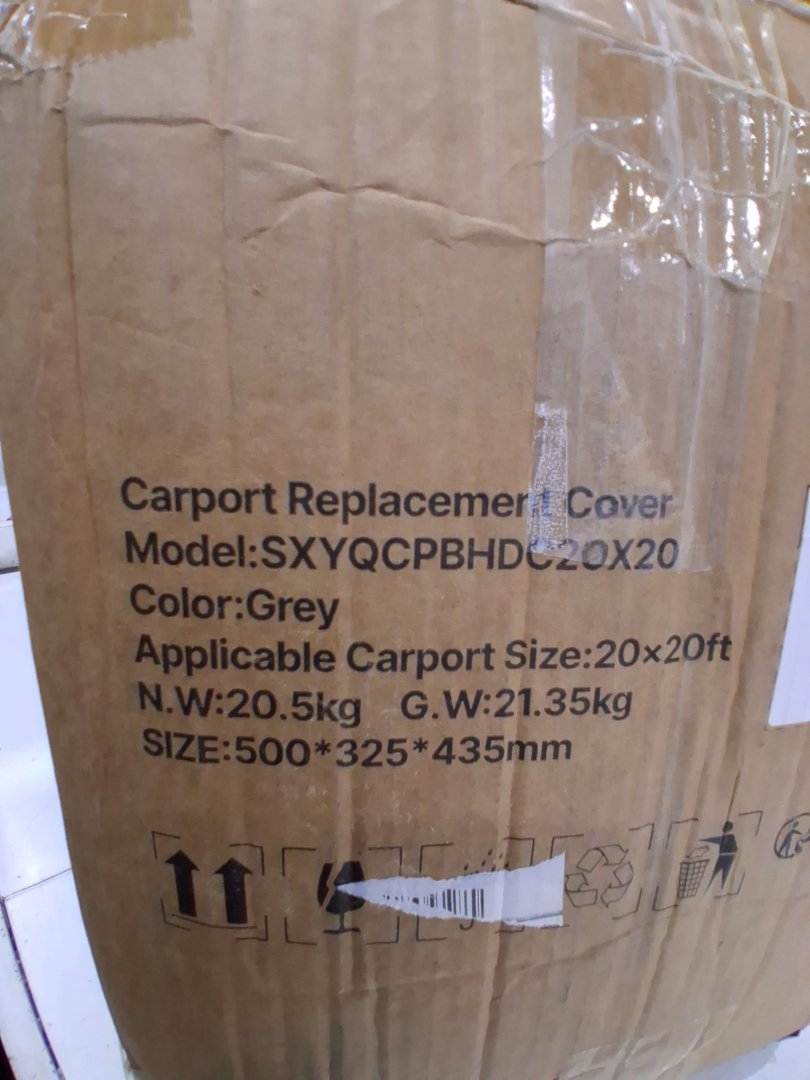 Carport Replacement Cover
Model:SXYQCPBHDC20X20
Color:Grey
Applicable Carport Size:20×20ft
N.W:20.5kg G.W:21.35kg
SIZE:500*325*435mm